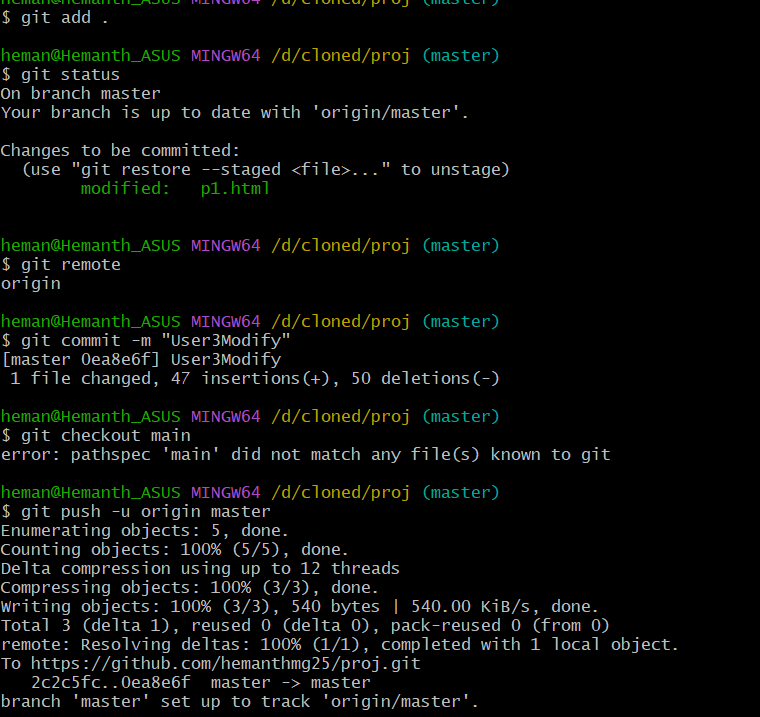 heman@Hemanth_ASUS MINGW64 /d/cloned/proj (master)
$ git add .
heman@Hemanth_ASUS MINGW64 /d/cloned/proj (master)
$ git status
On branch master
Your branch is up to date with 'origin/master'.
Changes to be committed:
  (use "git restore --staged <file>..." to unstage)
        modified:   p1.html
heman@Hemanth_ASUS MINGW64 /d/cloned/proj (master)
$ git remote
origin
heman@Hemanth_ASUS MINGW64 /d/cloned/proj (master)
$ git commit -m "User3Modify"
[master 0ea8e6f] User3Modify
 1 file changed, 47 insertions(+), 50 deletions(-)
heman@Hemanth_ASUS MINGW64 /d/cloned/proj (master)
$ git checkout main
error: pathspec 'main' did not match any file(s) known to git
heman@Hemanth_ASUS MINGW64 /d/cloned/proj (master)
$ git push -u origin master
Enumerating objects: 5, done.
Counting objects: 100% (5/5), done.
Delta compression using up to 12 threads
Compressing objects: 100% (3/3), done.
Writing objects: 100% (3/3), 540 bytes | 540.00 KiB/s, done.
Total 3 (delta 1), reused 0 (delta 0), pack-reused 0 (from 0)
remote: Resolving deltas: 100% (1/1), completed with 1 local object.
To https://github.com/hemanthmg25/proj.git
   2c2c5fc..0ea8e6f  master -> master
branch 'master' set up to track 'origin/master'.